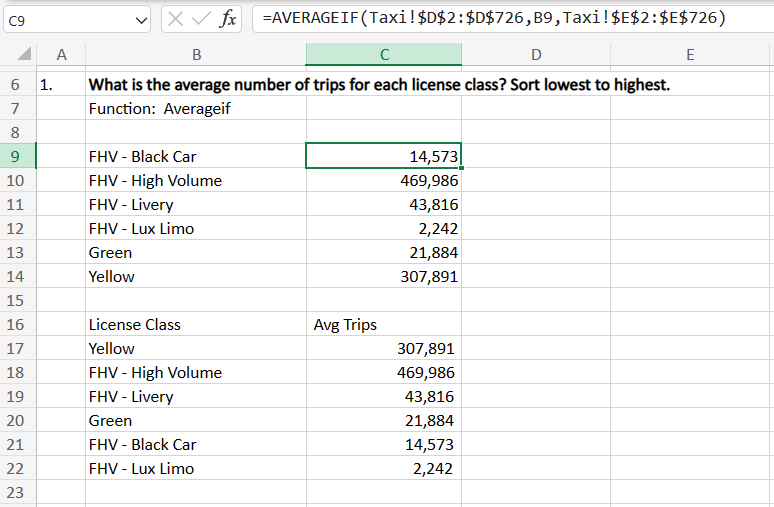 C9 fx =AVERAGEIF(Taxi!$D$2:$D$726,B9,Taxi!$E$2:$E$726)
A B C D E
6 1. What is the average number of trips for each license class? Sort lowest to highest.
7 Function: Averageif
8
9 FHV - Black Car 14,573
10 FHV - High Volume 469,986
11 FHV - Livery 43,816
12 FHV - Lux Limo 2,242
13 Green 21,884
14 Yellow 307,891
15
16 License Class Avg Trips
17 Yellow 307,891
18 FHV - High Volume 469,986
19 FHV - Livery 43,816
20 Green 21,884
21 FHV - Black Car 14,573
22 FHV - Lux Limo 2,242
23